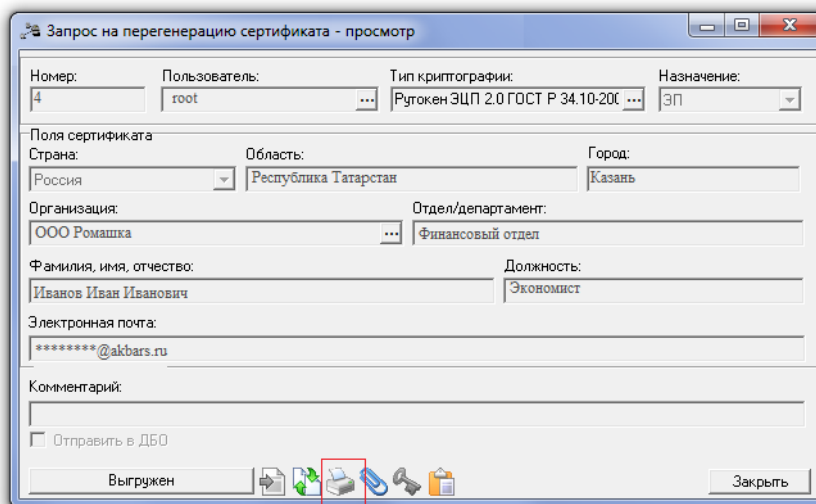 Запрос на перегенерацию сертификата - просмотр
Номер: Пользователь: Тип криптографии: Назначение:
4 root ... Рутокен ЭЦП 2.0 ГОСТ Р 34.10-200 ... ЭП
Поля сертификата
Страна: Область: Город:
Россия Республика Татарстан Казань
Организация: Отдел/департамент:
ООО Ромашка ... Финансовый отдел
Фамилия, имя, отчество: Должность:
Иванов Иван Иванович Экономист
Электронная почта:
********@akbars.ru
Комментарий:
Отправить в ДБО
Выгружен Закрыть